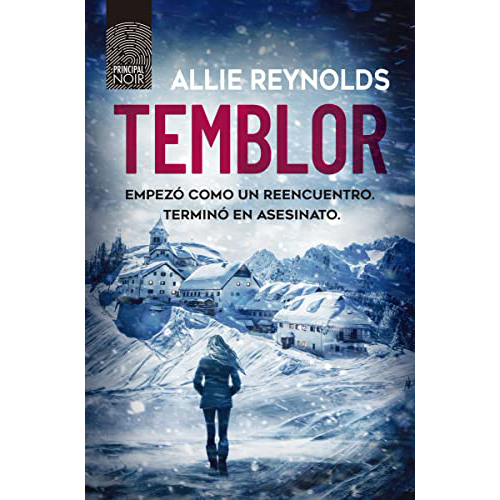 PRINCIPAL
NOIR
ALLIE REYNOLDS
TEMBLOR
EMPEZÓ COMO UN REENCUENTRO.
TERMINÓ EN ASESINATO.